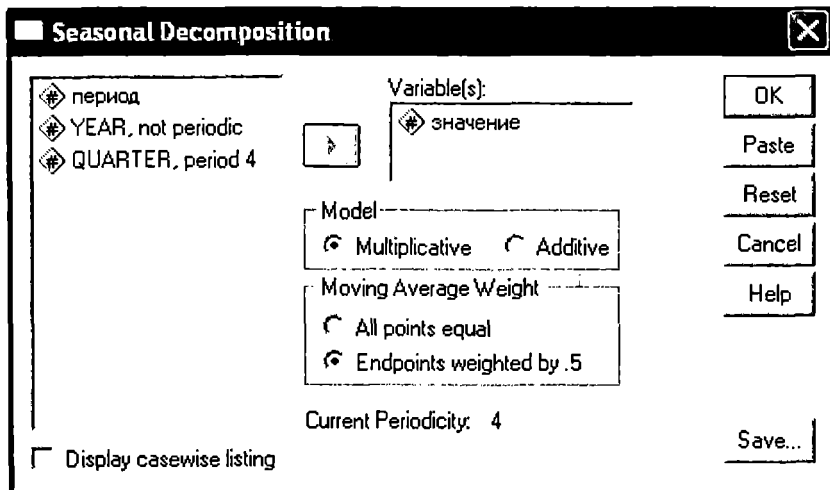 Seasonal Decomposition
период
YEAR, not periodic
QUARTER, period 4
Variable(s):
значение
Model
Multiplicative
Additive
Moving Average Weight
All points equal
Endpoints weighted by .5
Current Periodicity: 4
Display casewise listing
OK
Paste
Reset
Cancel
Help
Save...